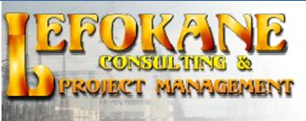 LEFOKANE
CONSULTING &
PROJECT MANAGEMENT